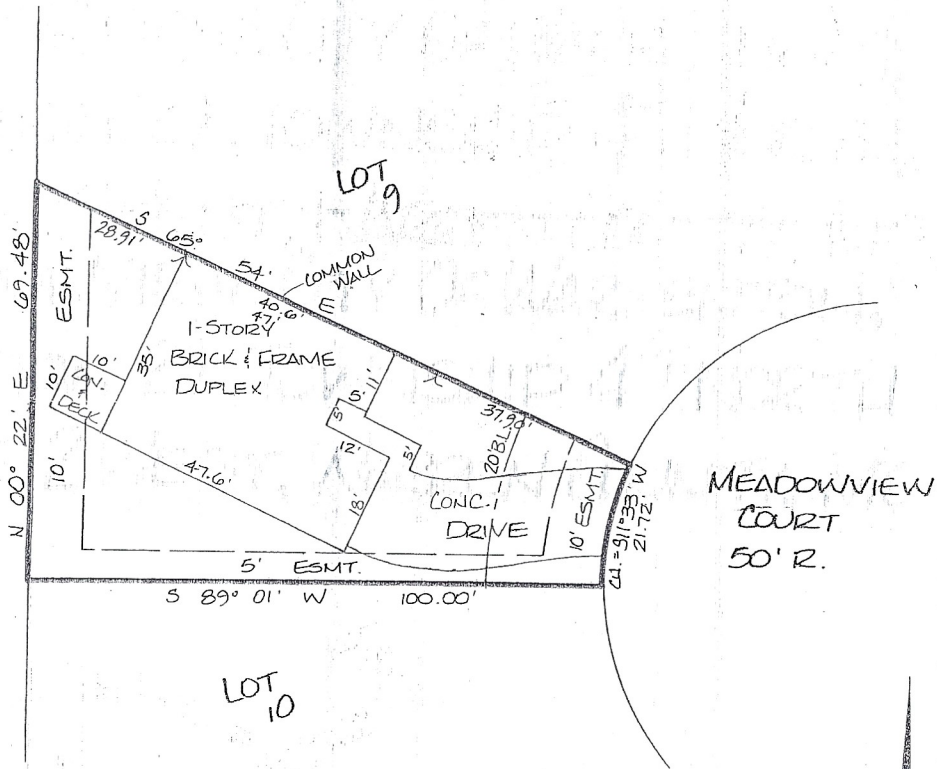 LOT
9
28.91'
S
65°
54'
E
COMMON
WALL
40.6'
47'
N 00° 22' E 69.48'
ESMT.
1-STORY
BRICK & FRAME
DUPLEX
35'
10'
10'
CON.
DECK
10'
47.6'
11'
5'
5'
12'
5'
18'
37.90'
20' BL
CONC.
DRIVE
10' ESMT.
21.72'
MEADOWVIEW
COURT
50' R.
5' ESMT.
S 89° 01' W 100.00'
LOT
10